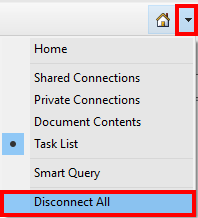 Home
Shared Connections
Private Connections
Document Contents
Task List
Smart Query
Disconnect All